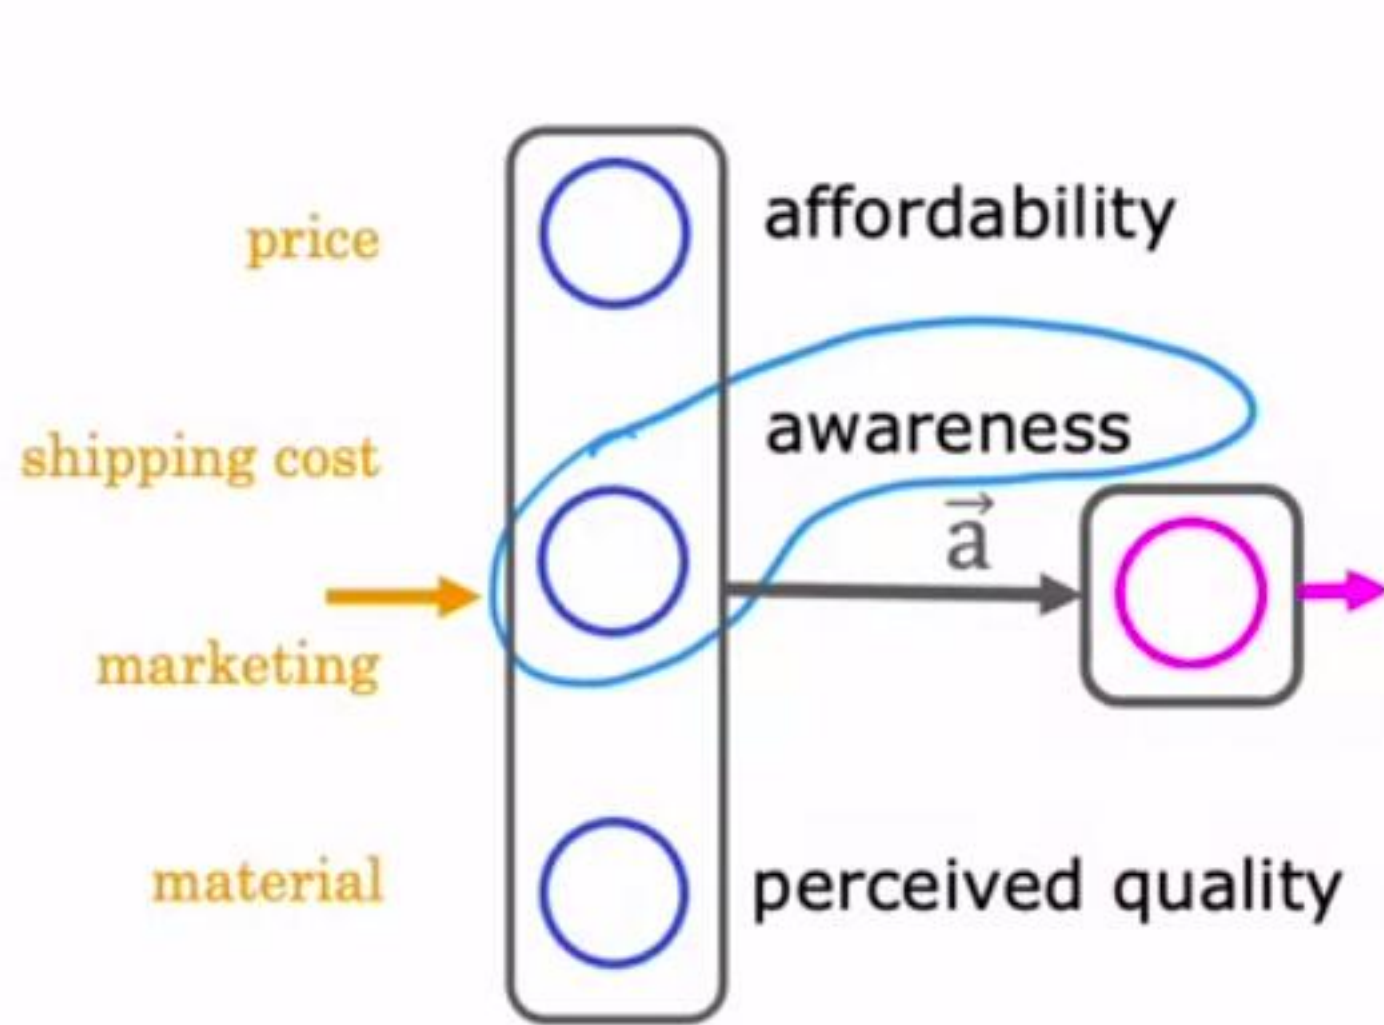 price
affordability
shipping cost
awareness
a⃗
marketing
material
perceived quality